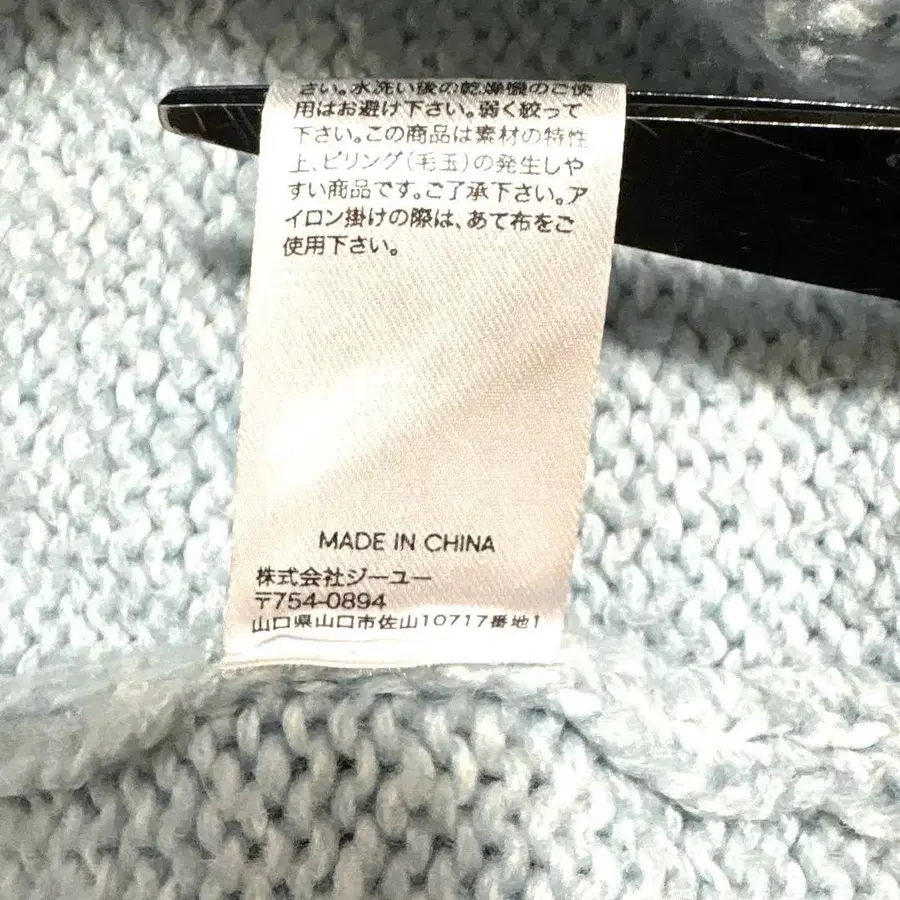 さい。水洗い後の乾燥機のご使
用はお避け下さい。弱く絞って
下さい。この商品は素材の特性
上、ピリング(毛玉)の発生しや
すい商品です。ご了承下さい。ア
イロン掛けの際は、あて布をご
使用下さい。
MADE IN CHINA
株式会社ジーユー
〒754-0894
山口県山口市佐山10717番地1